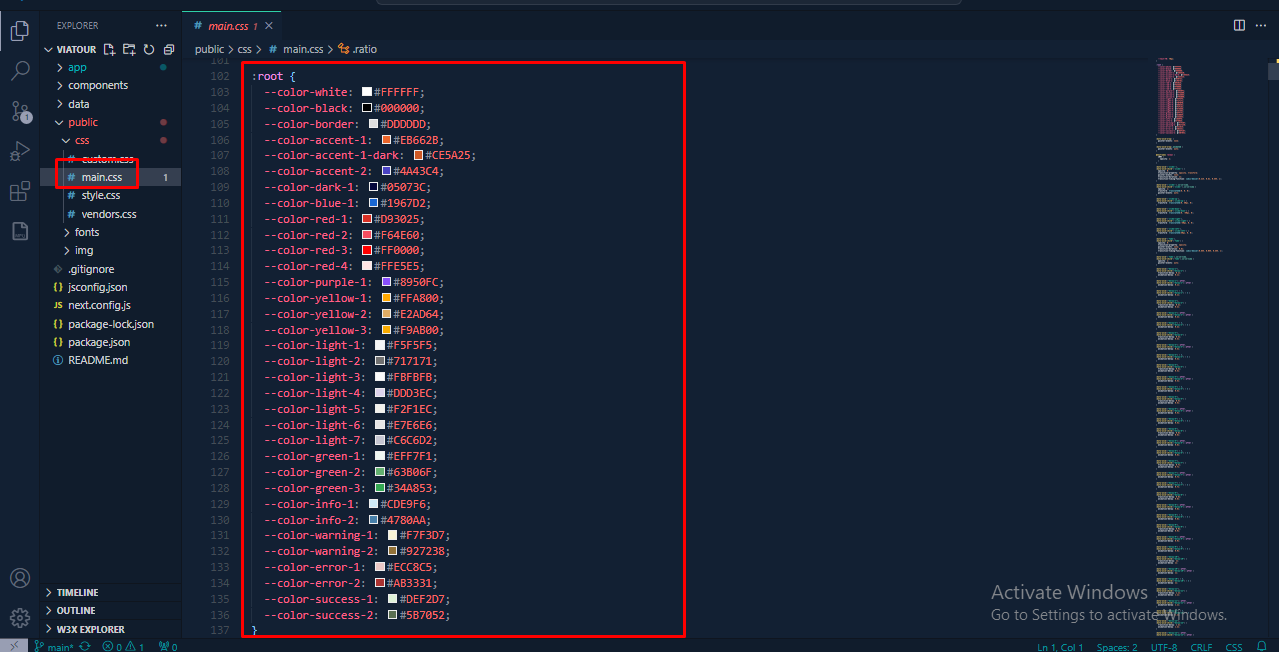 EXPLORER
VIATOUR
app
components
data
public
css
custom.css
main.css 1
style.css
vendors.css
fonts
img
.gitignore
jsconfig.json
JS next.config.js
package-lock.json
package.json
README.md
TIMELINE
OUTLINE
W3X EXPLORER
# main.css 1
public > css > # main.css > .ratio
101
102 :root {
103 --color-white: #FFFFFF;
104 --color-black: #000000;
105 --color-border: #DDDDDD;
106 --color-accent-1: #EB662B;
107 --color-accent-1-dark: #CE5A25;
108 --color-accent-2: #4A43C4;
109 --color-dark-1: #05073C;
110 --color-blue-1: #1967D2;
111 --color-red-1: #D93025;
112 --color-red-2: #F64E60;
113 --color-red-3: #FF0000;
114 --color-red-4: #FFE5E5;
115 --color-purple-1: #8950FC;
116 --color-yellow-1: #FFA800;
117 --color-yellow-2: #E2AD64;
118 --color-yellow-3: #F9AB00;
119 --color-light-1: #F5F5F5;
120 --color-light-2: #717171;
121 --color-light-3: #FBFBFB;
122 --color-light-4: #DDD3EC;
123 --color-light-5: #F2F1EC;
124 --color-light-6: #E7E6E6;
125 --color-light-7: #C6C6D2;
126 --color-green-1: #EFF7F1;
127 --color-green-2: #63B06F;
128 --color-green-3: #34A853;
129 --color-info-1: #CDE9F6;
130 --color-info-2: #4780AA;
131 --color-warning-1: #F7F3D7;
132 --color-warning-2: #927238;
133 --color-error-1: #ECC8C5;
134 --color-error-2: #AB3331;
135 --color-success-1: #DEF2D7;
136 --color-success-2: #5B7052;
137 }
Activate Windows
Go to Settings to activate Windows.
main* 0 1 0
Ln 1, Col 1 Spaces: 2 UTF-8 CRLF CSS